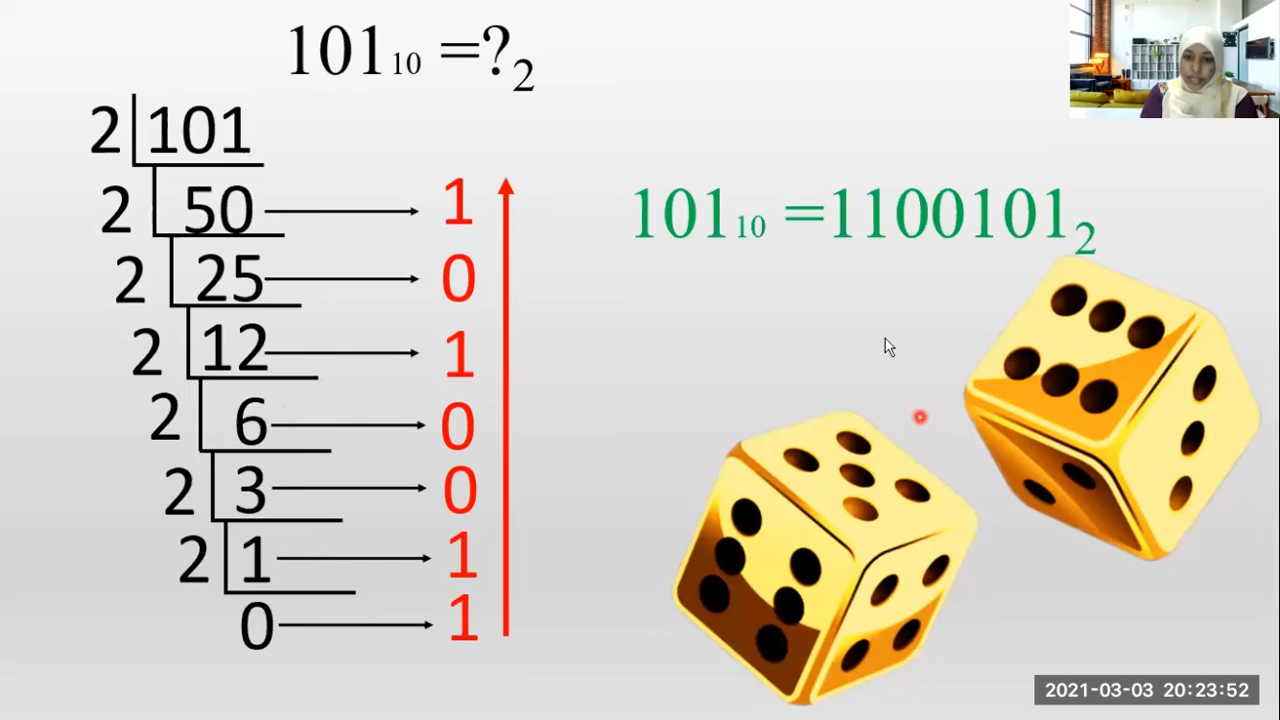 101₁₀ =?₂
2 101
2 50 1
2 25 0
2 12 1
2 6 0
2 3 0
2 1 1
0 1
101₁₀ =1100101₂
2021-03-03 20:23:52